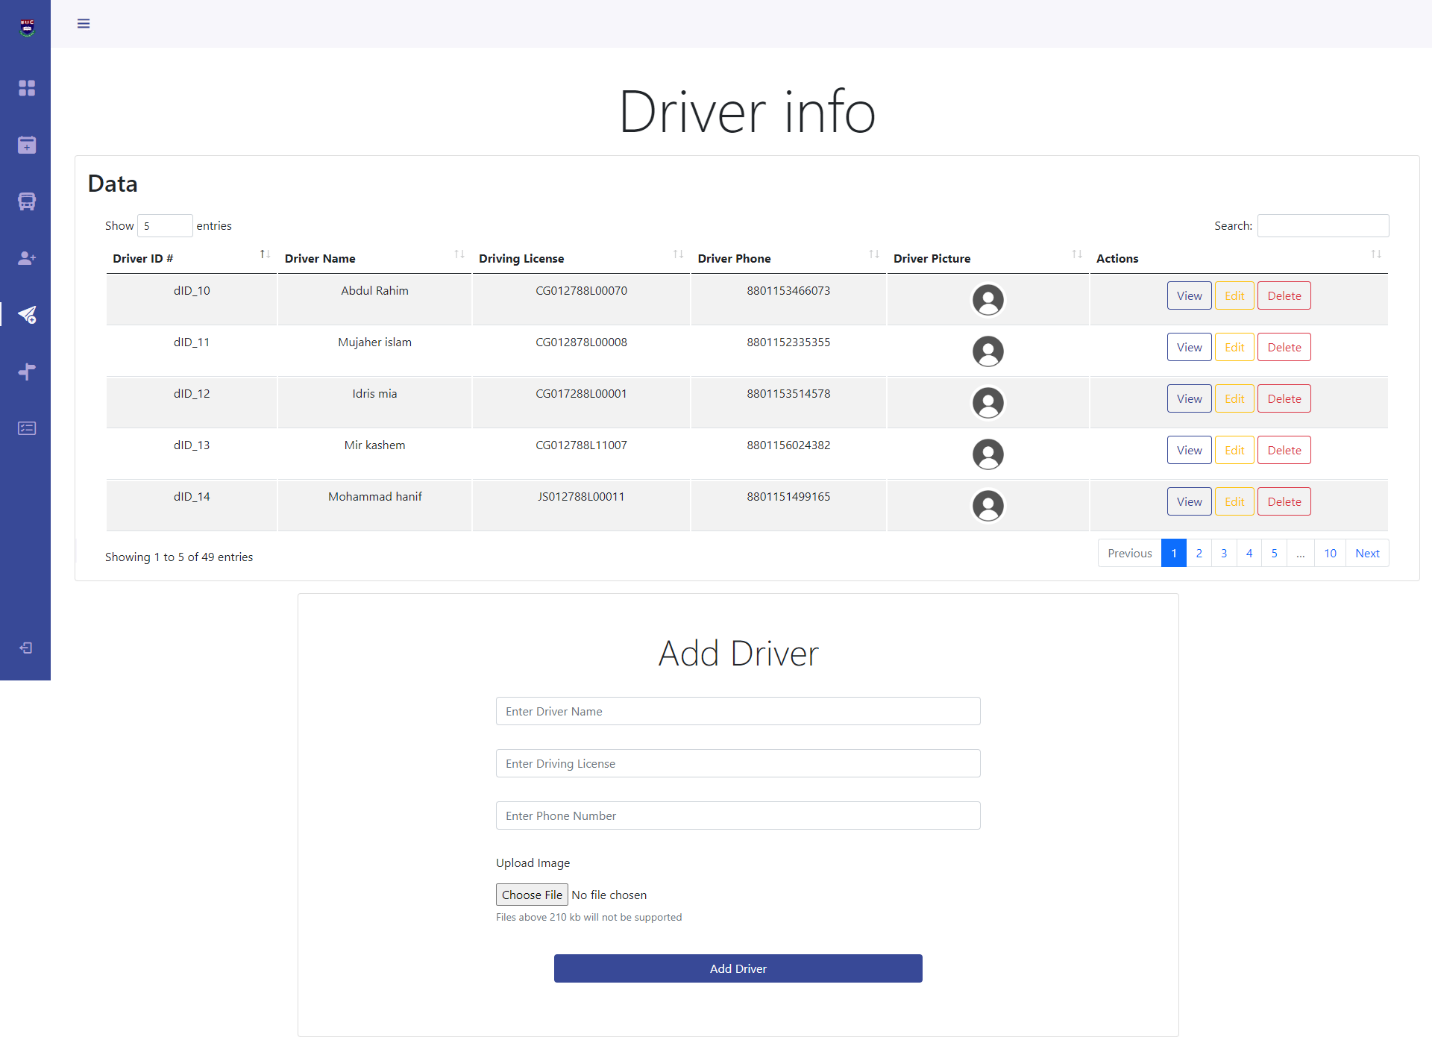 Driver info
Data
Show 5 entries
Search:
Driver ID # Driver Name Driving License Driver Phone Driver Picture Actions
dID_10 Abdul Rahim CG012788L00070 8801153466073 View Edit Delete
dID_11 Mujaher islam CG012878L00008 8801152335355 View Edit Delete
dID_12 Idris mia CG017288L00001 8801153514578 View Edit Delete
dID_13 Mir kashem CG012788L11007 8801156024382 View Edit Delete
dID_14 Mohammad hanif JS012788L00011 8801151499165 View Edit Delete
Showing 1 to 5 of 49 entries
Previous 1 2 3 4 5 ... 10 Next
Add Driver
Enter Driver Name
Enter Driving License
Enter Phone Number
Upload Image
Choose File No file chosen
Files above 210 kb will not be supported
Add Driver